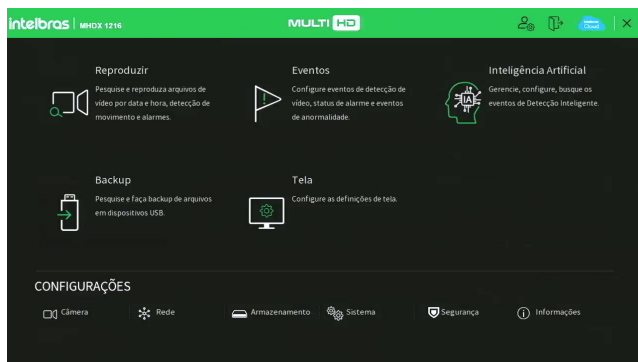 intelbras | MHDX 1216 MULTI HD Cloud
Reproduzir
Pesquise e reproduza arquivos de
vídeo por data e hora, detecção de
movimento e alarmes.
Eventos
Configure eventos de detecção de
vídeo, status de alarme e eventos
de anormalidade.
Inteligência Artificial
IA
Gerencie, configure, busque os
eventos de Detecção Inteligente.
Backup
Pesquise e faça backup de arquivos
em dispositivos USB.
Tela
Configure as definições de tela.
CONFIGURAÇÕES
Câmera Rede Armazenamento Sistema Segurança Informações